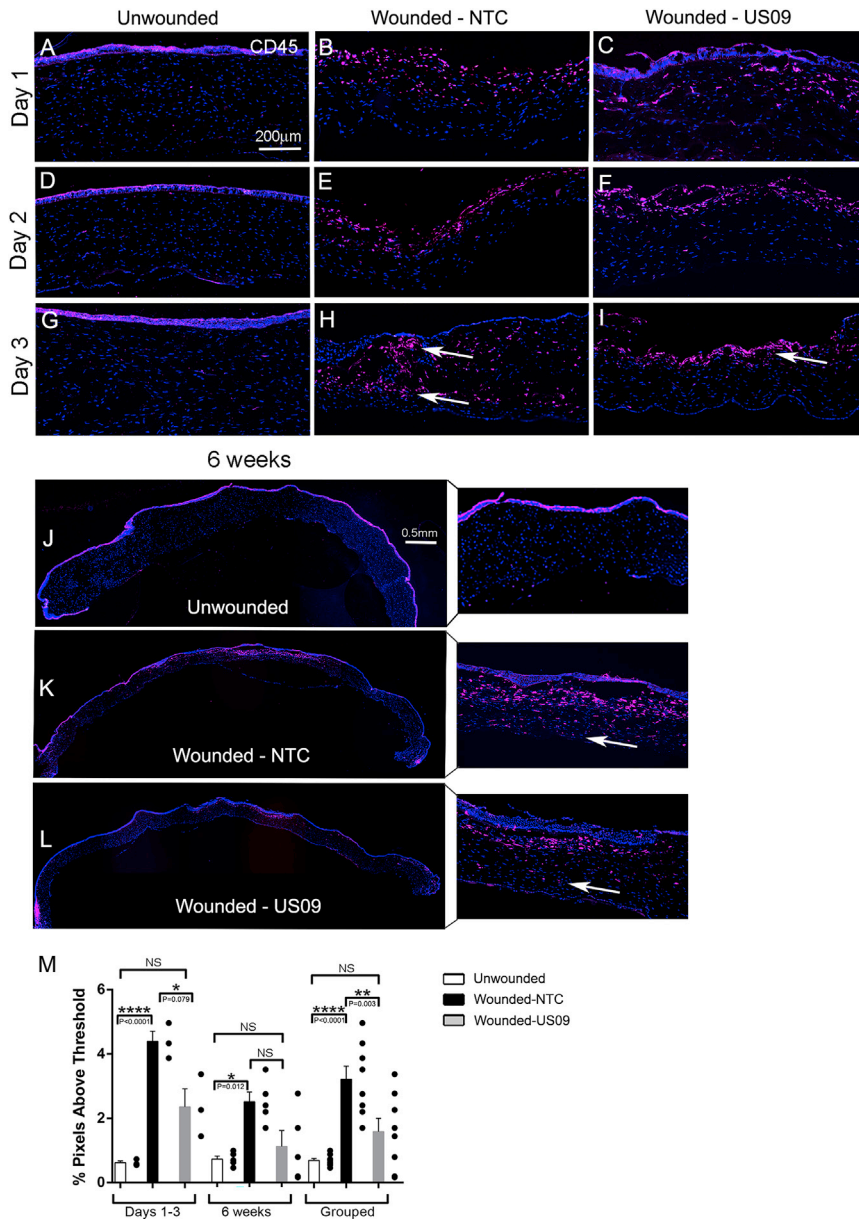 Unwounded Wounded - NTC Wounded - US09
Day 1
A CD45 B C
200µm
Day 2
D E F
Day 3
G H I
6 weeks
J
0.5mm
Unwounded
K
Wounded - NTC
L
Wounded - US09
M
% Pixels Above Threshold
6
4
2
0
NS
**** *
P<0.0001 P=0.079
NS
* NS
P=0.012
NS
**** **
P<0.0001 P=0.003
Days 1-3 6 weeks Grouped
Unwounded
Wounded-NTC
Wounded-US09